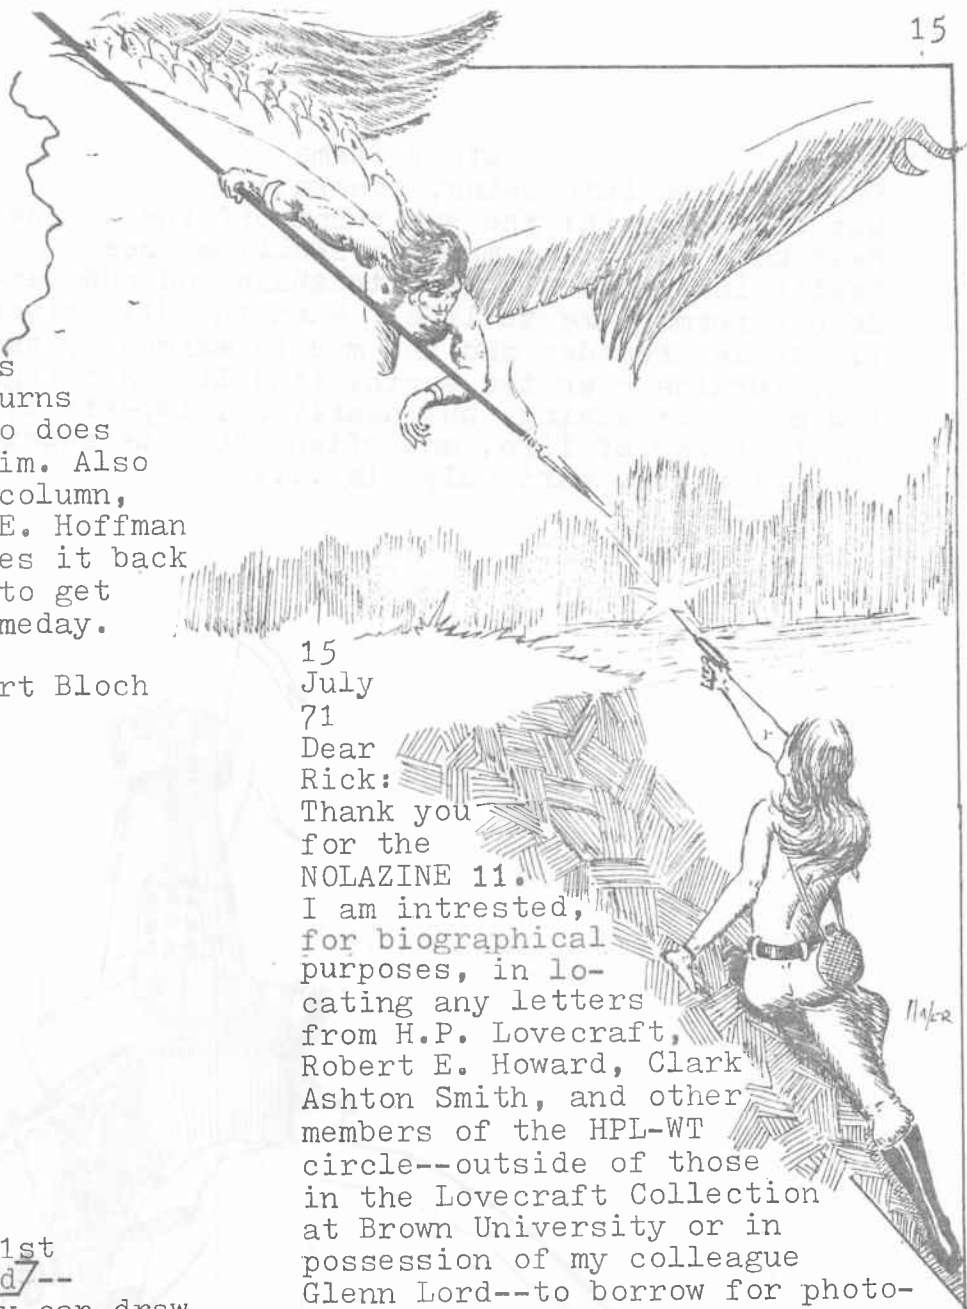 15
s
urns
o does
im. Also
column,
E. Hoffman
es it back
to get
meday.
rt Bloch
1st
d7--
15
July
71
Dear
Rick:
Thank you
for the
NOLAZINE 11.
I am intrested,
for biographical
purposes, in lo-
cating any letters
from H.P. Lovecraft,
Robert E. Howard, Clark
Ashton Smith, and other
members of the HPL-WT
circle--outside of those
in the Lovecraft Collection
at Brown University or in
possession of my colleague
Glenn Lord--to borrow for photo-